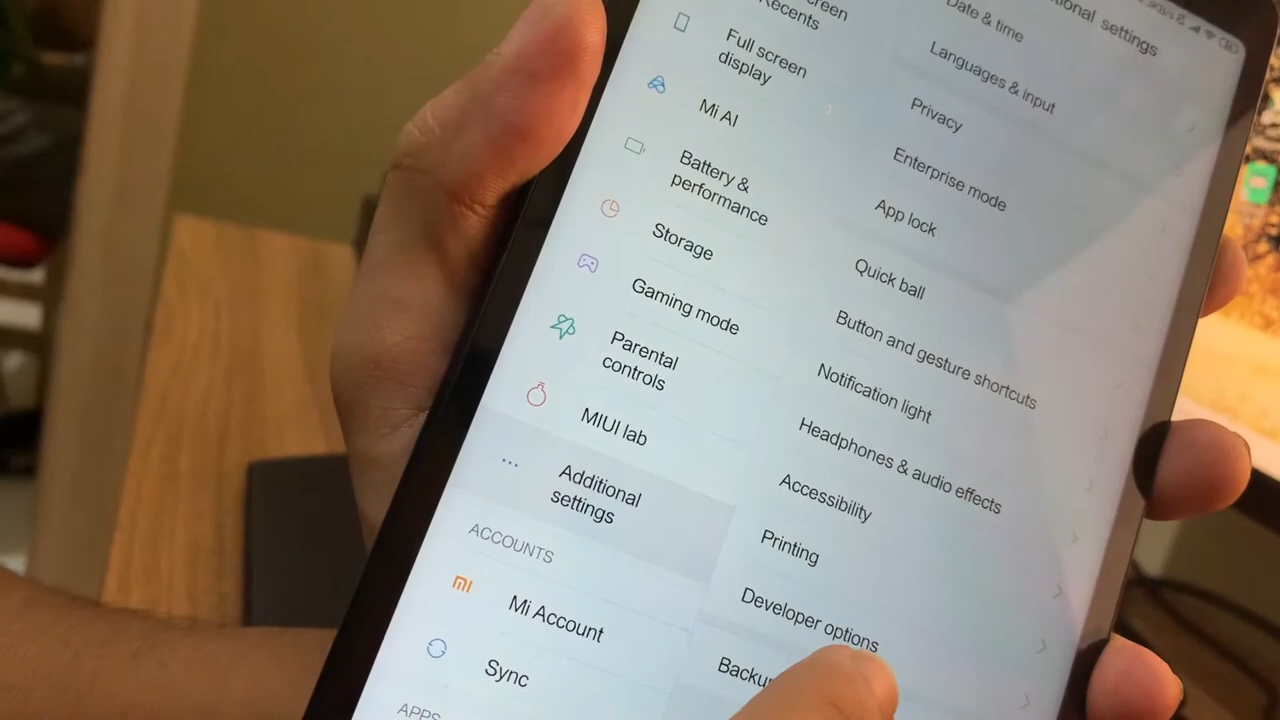 Recents
Full screen
display
Mi AI
Battery &
performance
Storage
Gaming mode
Parental
controls
MIUI lab
Additional
settings
ACCOUNTS
mi
Mi Account
Sync
APPS
settings
Date & time
Languages & input
Privacy
Enterprise mode
App lock
Quick ball
Button and gesture shortcuts
Notification light
Headphones & audio effects
Accessibility
Printing
Developer options